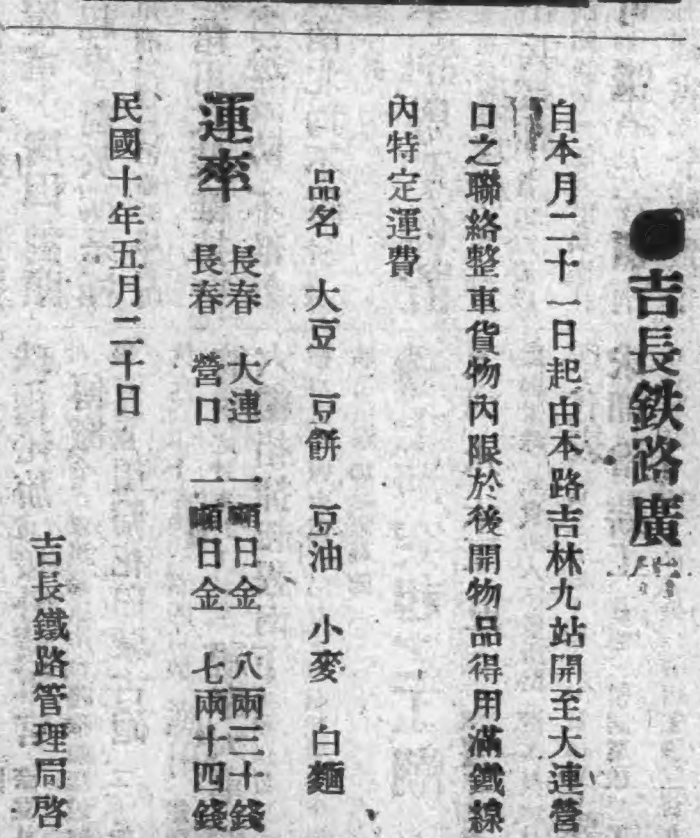 ●吉長鉄路廣告
自本月二十一日起由本路吉林九站開至大連營
口之聯絡整車貨物內限於後開物品得用滿鐵線
內特定運費
品名 大豆 豆餅 豆油 小麥 白麵
運率 長春 大連 一噸日金 八兩三十錢
長春 營口 一噸日金 七兩十四錢
民國十年五月二十日
吉長鐵路管理局啓